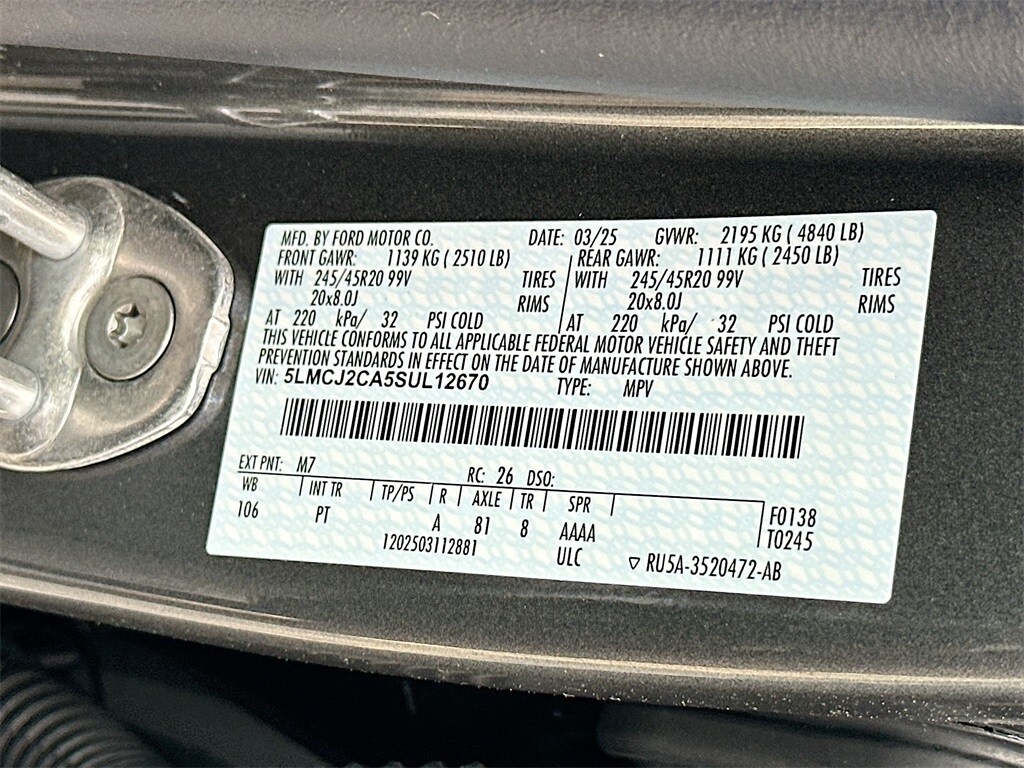 MFD. BY FORD MOTOR CO. DATE: 03/25 GVWR: 2195 KG ( 4840 LB)
FRONT GAWR: 1139 KG ( 2510 LB) REAR GAWR: 1111 KG ( 2450 LB)
WITH 245/45R20 99V TIRES WITH 245/45R20 99V TIRES
20x8.0J RIMS 20x8.0J RIMS
AT 220 kPa/ 32 PSI COLD AT 220 kPa/ 32 PSI COLD
THIS VEHICLE CONFORMS TO ALL APPLICABLE FEDERAL MOTOR VEHICLE SAFETY AND THEFT
PREVENTION STANDARDS IN EFFECT ON THE DATE OF MANUFACTURE SHOWN ABOVE.
VIN: 5LMCJ2CA5SUL12670 TYPE: MPV
EXT PNT: M7 RC: 26 DSO:
WB INT TR TP/PS R AXLE TR SPR
106 PT A 81 8 AAAA F0138
1202503112881 ULC T0245
RU5A-3520472-AB